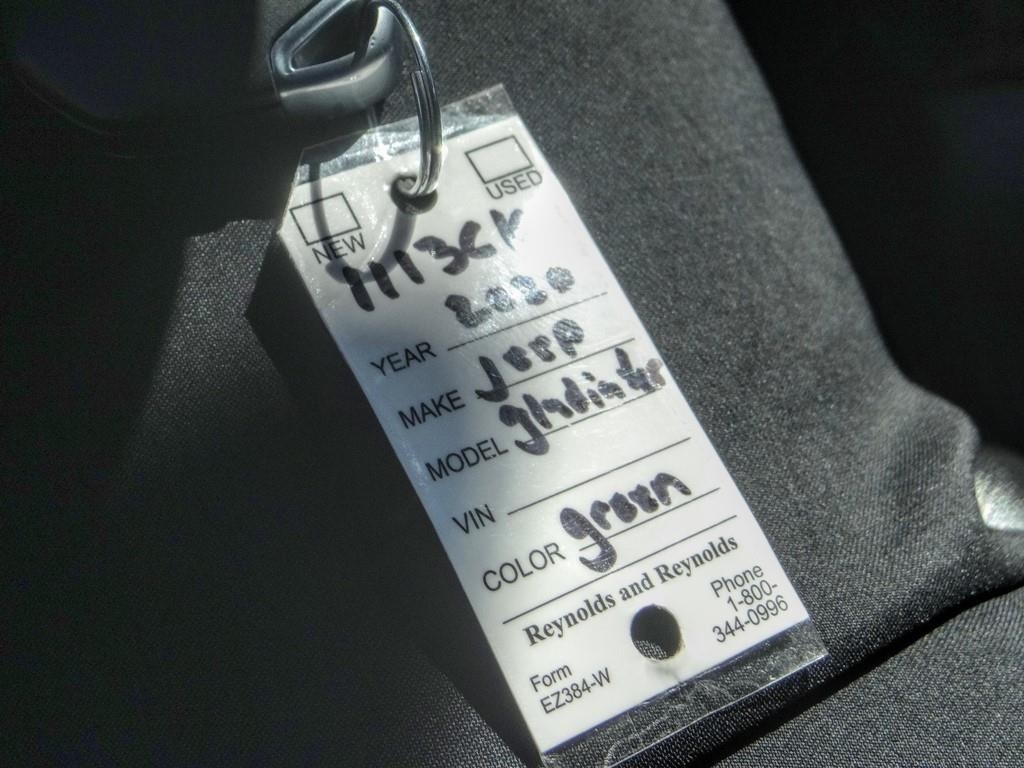 NEW USED
1113CK
2020
YEAR
MAKE Jeep
MODEL gladiator
VIN
COLOR green
Reynolds and Reynolds
Form
EZ384-W
Phone
1-800-
344-0996